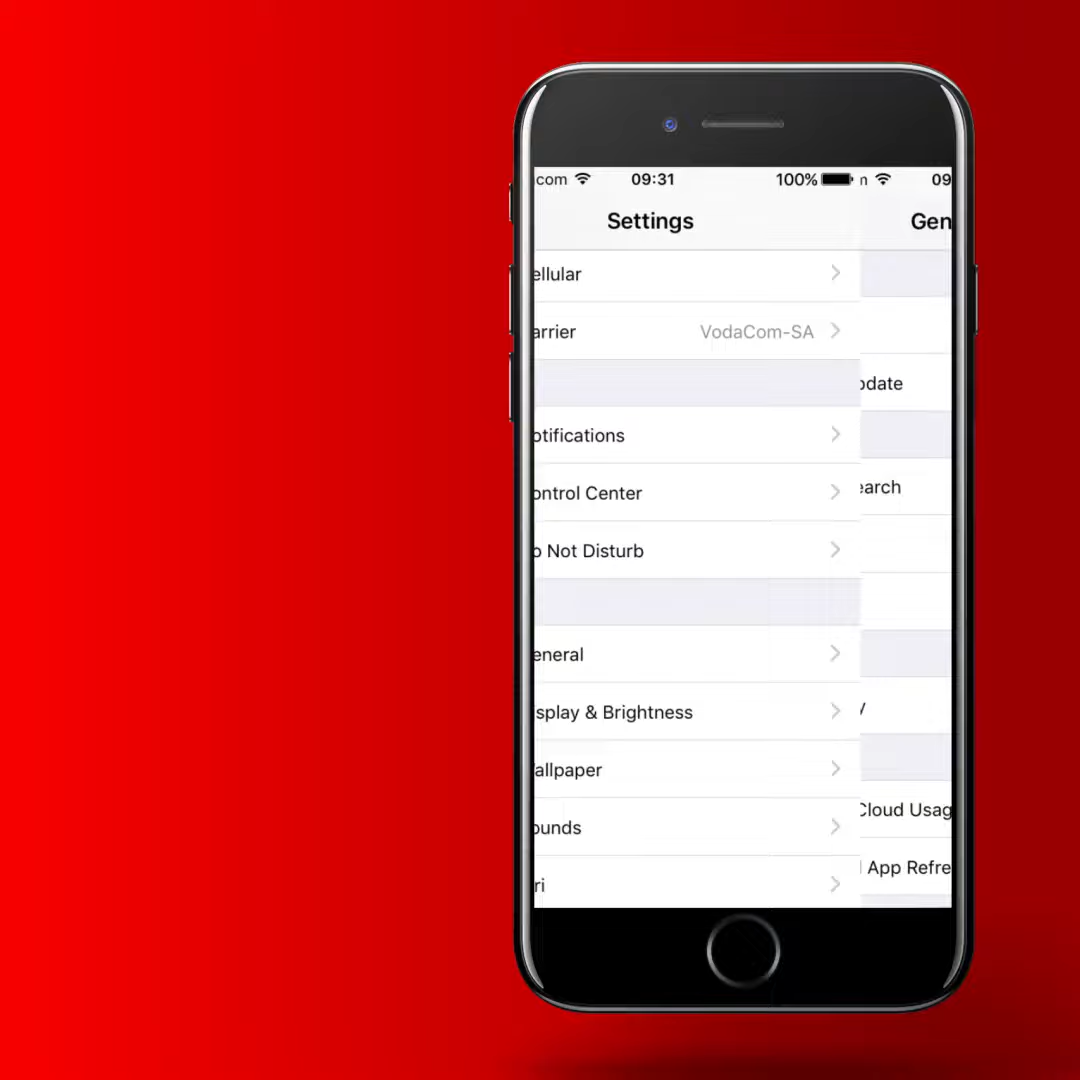 com 09:31 100%
n 09
Settings
Gen
ellular
arrier VodaCom-SA
odate
otifications
earch
ontrol Center
o Not Disturb
eneral
splay & Brightness
y
allpaper
Cloud Usag
ounds
App Refre
ri